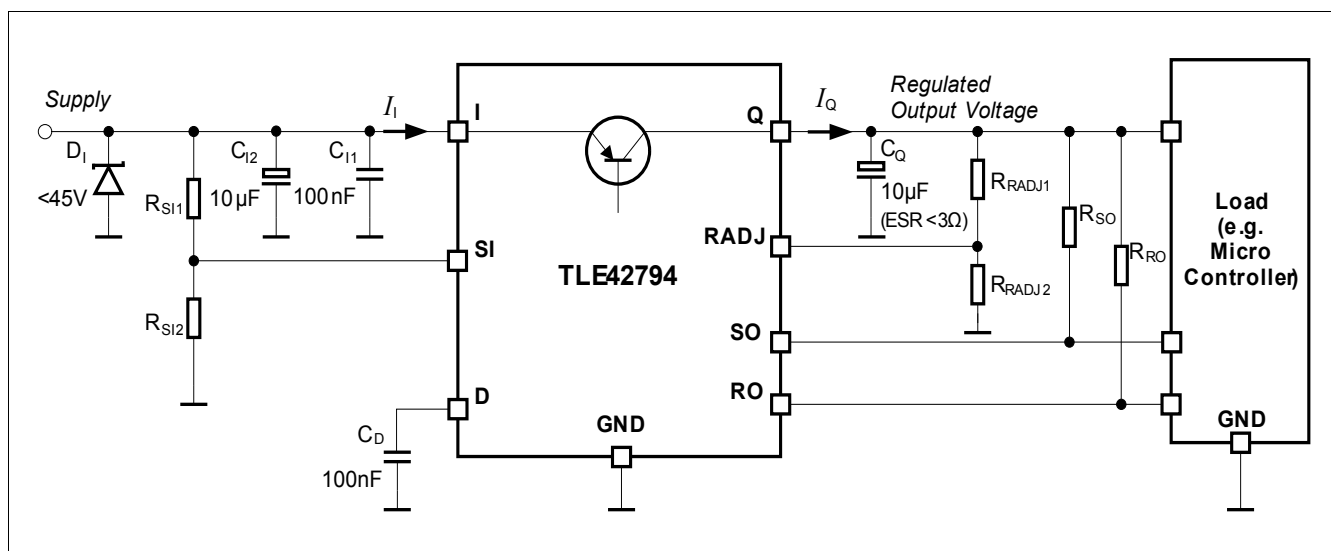 Supply
D_I
<45V
R_SI1
R_SI2
C_I2
10µF
C_I1
100nF
I_I
I
SI
D
C_D
100nF
TLE42794
GND
Q
RADJ
SO
RO
I_Q
Regulated
Output Voltage
C_Q
10µF
(ESR<3Ω)
R_RADJ1
R_RADJ2
R_SO
R_RO
Load
(e.g.
Micro
Controller)
GND